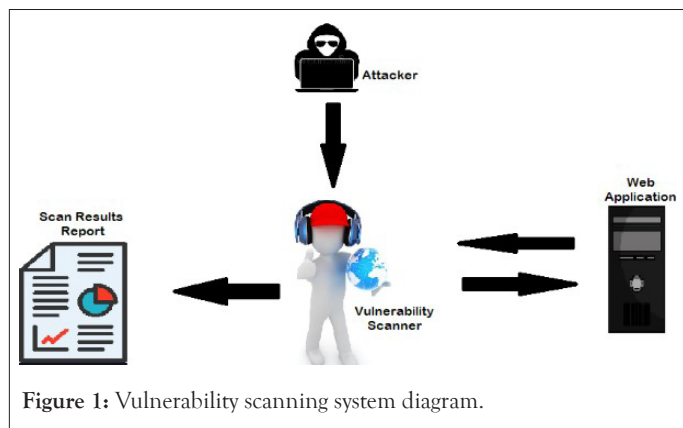 Attacker
Web
Application
Scan Results
Report
Vulnerability
Scanner
Figure 1: Vulnerability scanning system diagram.